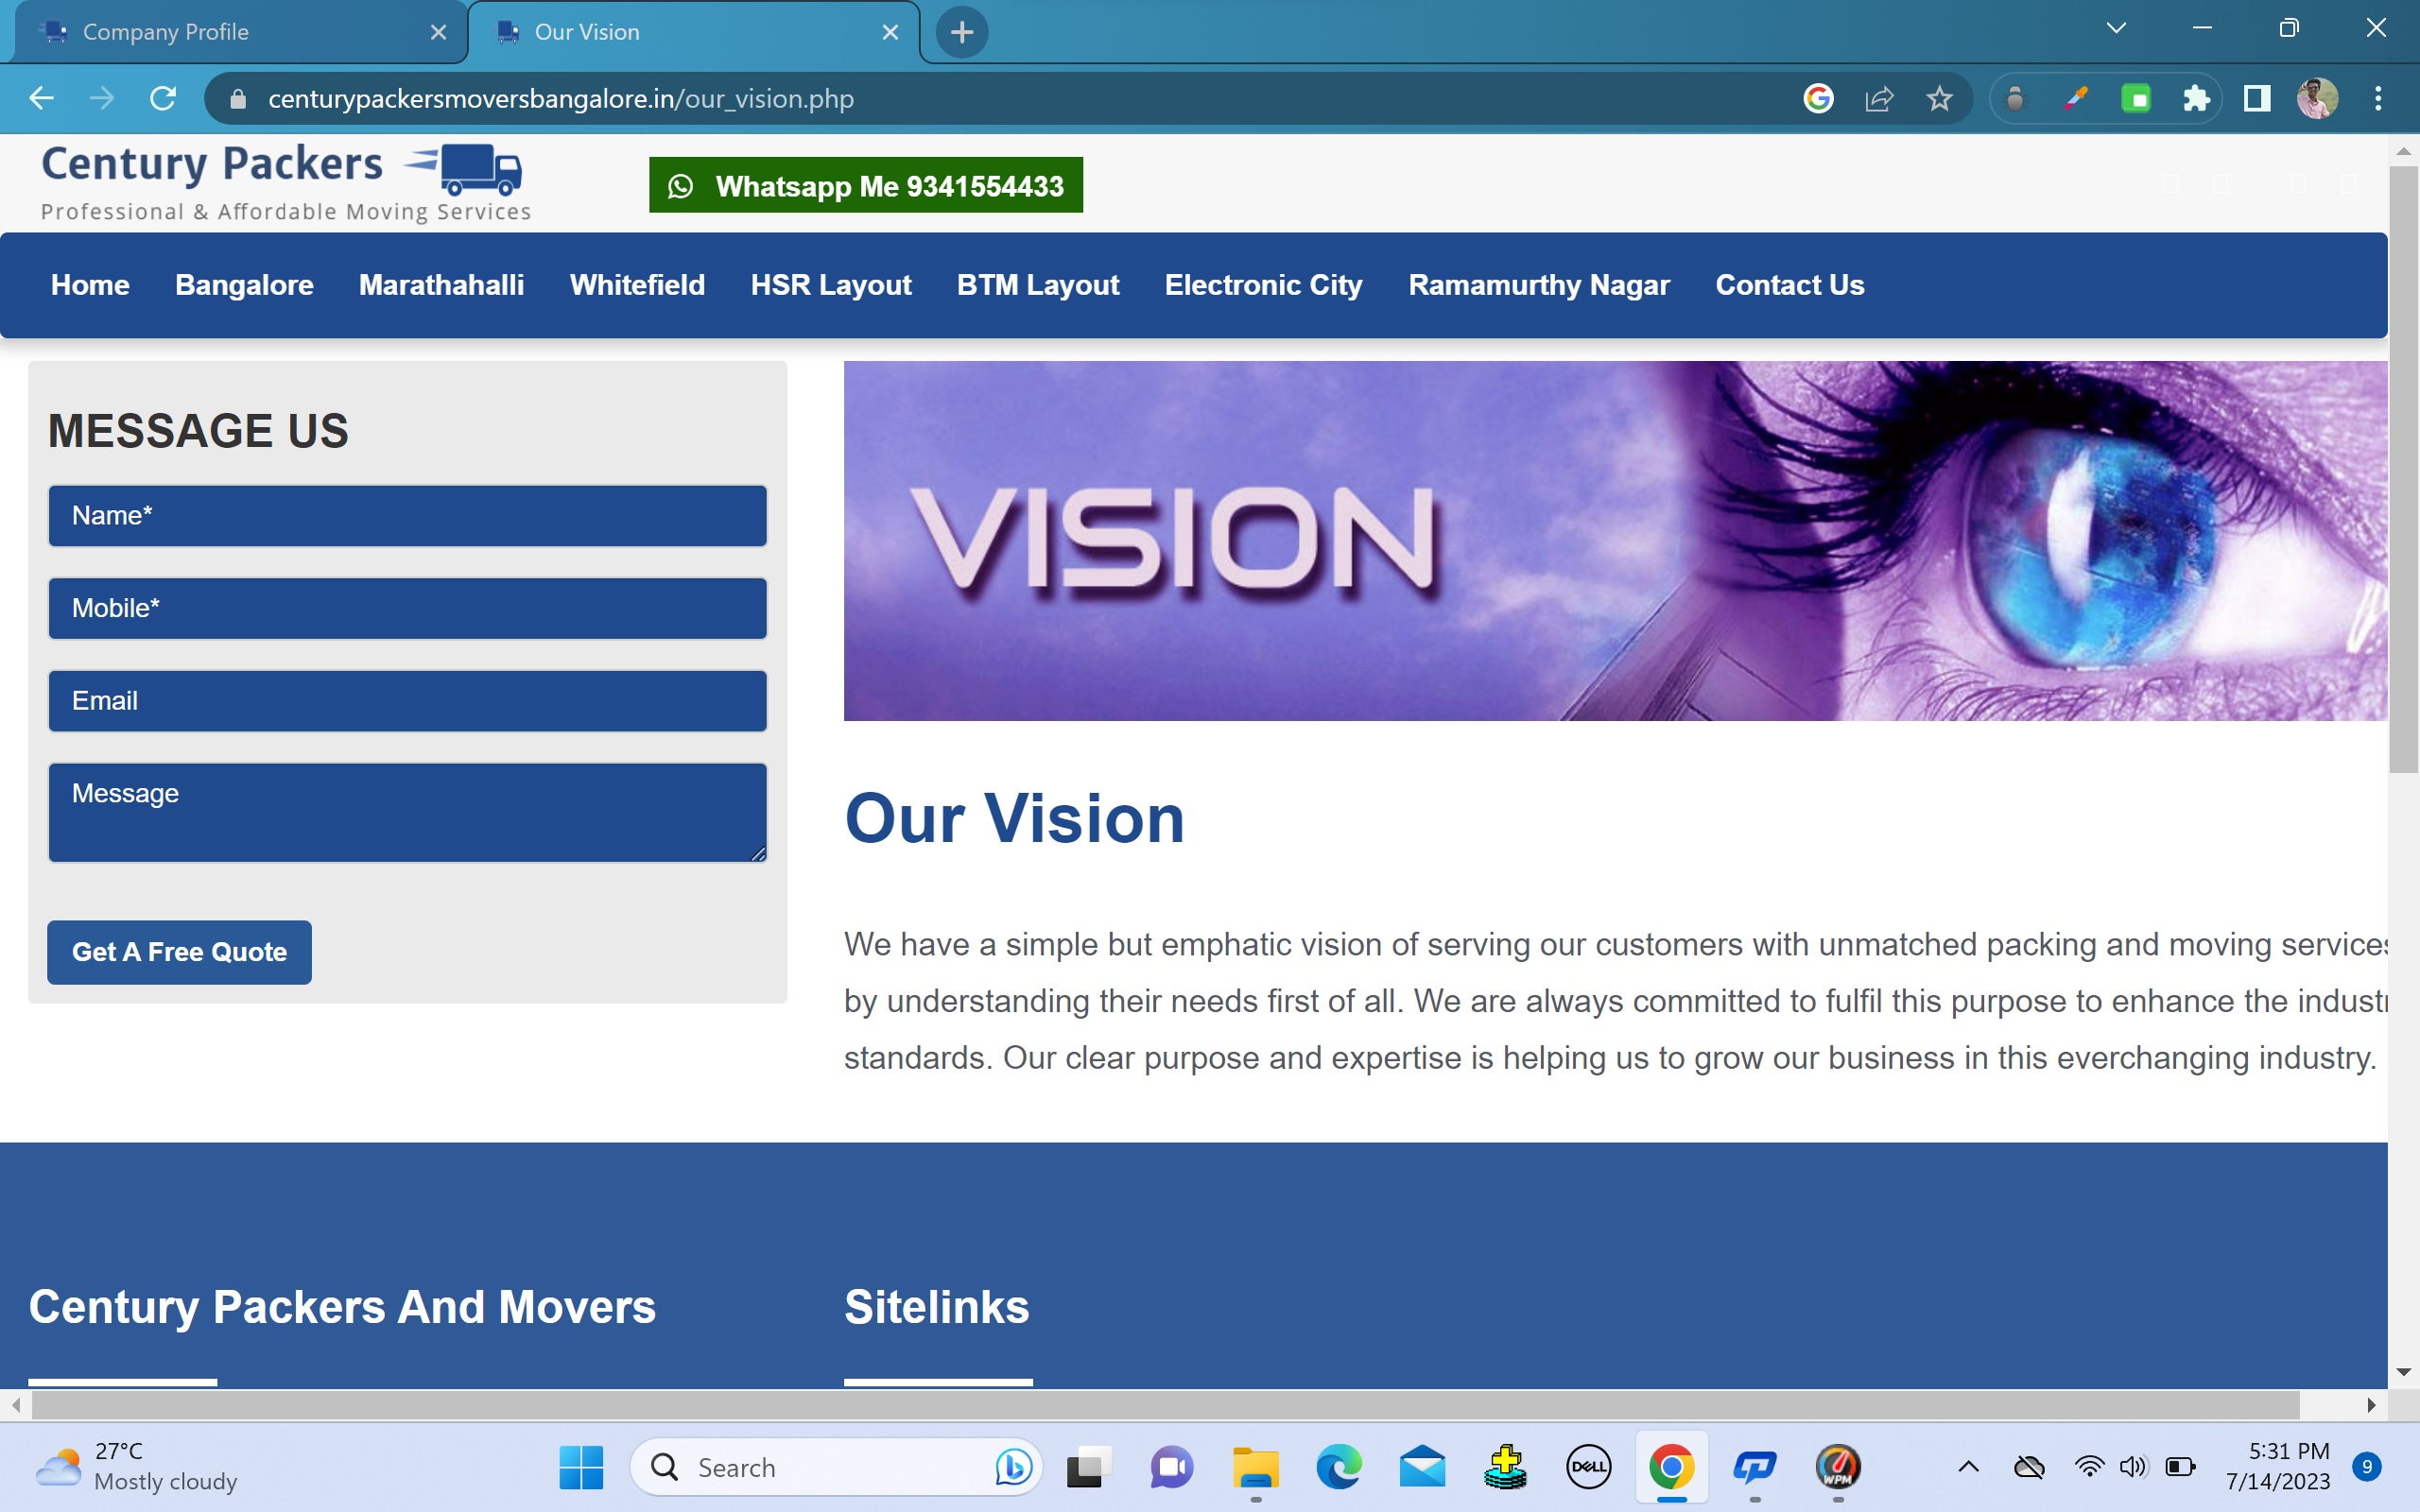 Company Profile
Our Vision
centurypackersmoversbangalore.in/our_vision.php
Century Packers
Professional & Affordable Moving Services
Whatsapp Me 9341554433
Home Bangalore Marathahalli Whitefield HSR Layout BTM Layout Electronic City Ramamurthy Nagar Contact Us
MESSAGE US
Name*
Mobile*
Email
Message
Get A Free Quote
VISION
Our Vision
We have a simple but emphatic vision of serving our customers with unmatched packing and moving services
by understanding their needs first of all. We are always committed to fulfil this purpose to enhance the industr
standards. Our clear purpose and expertise is helping us to grow our business in this everchanging industry.
Century Packers And Movers
Sitelinks
27°C
Mostly cloudy
Search
DELL
WPM
5:31 PM
7/14/2023
9